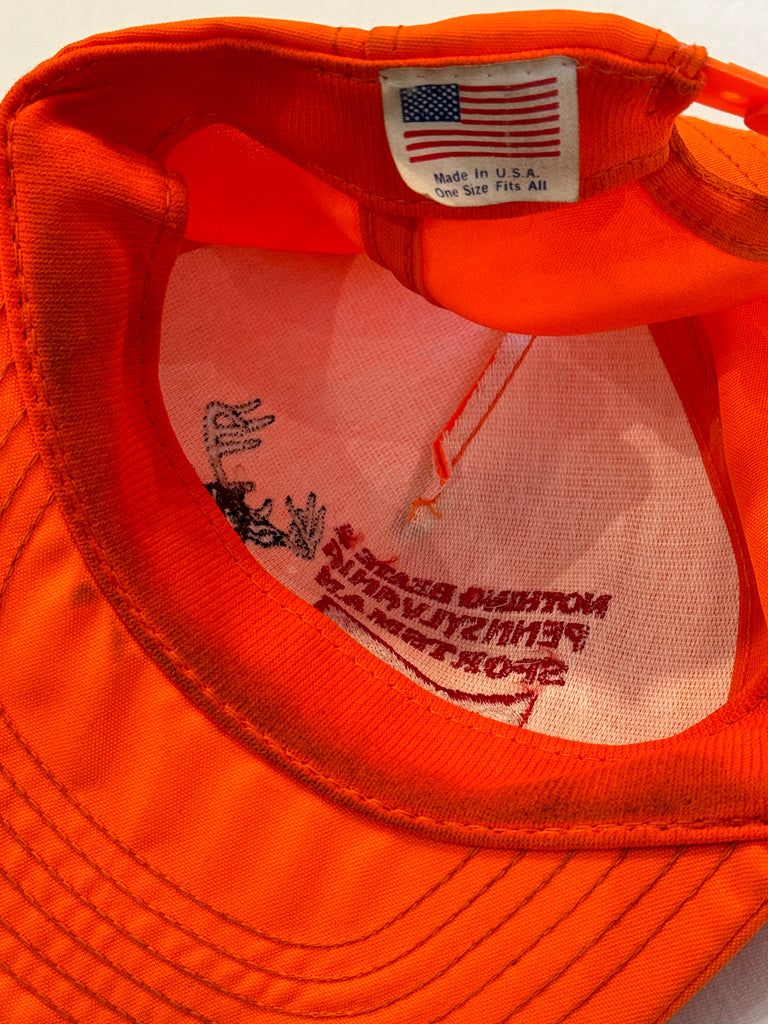 Made In U.S.A.
One Size Fits All
NOTHING BEATS A
PENNSYLVANIA
SPORTSMAN